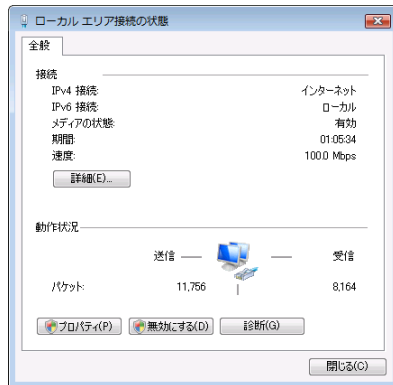 ローカル エリア接続の状態
全般
接続
IPv4 接続: インターネット
IPv6 接続: ローカル
メディアの状態: 有効
期間: 01:05:34
速度: 100.0 Mbps
詳細(E)...
動作状況
送信 受信
パケット: 11,756 8,164
プロパティ(P) 無効にする(D) 診断(G)
閉じる(C)